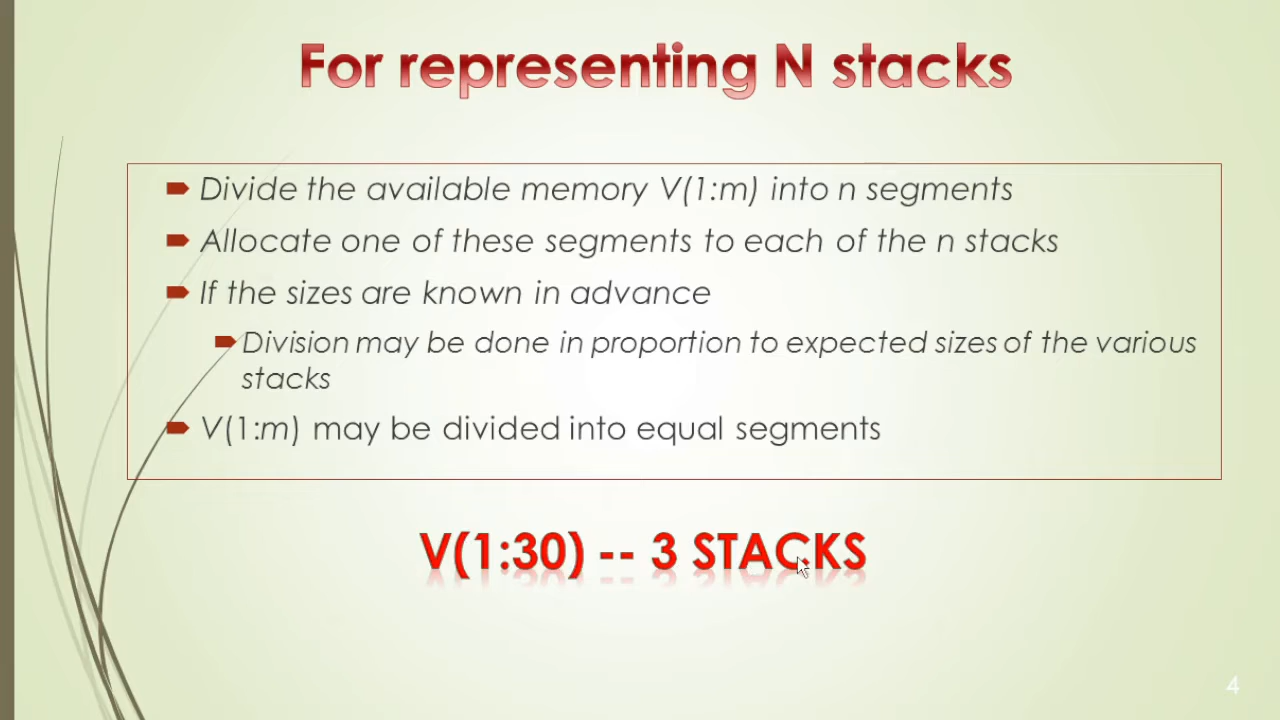 For representing N stacks
Divide the available memory V(1:m) into n segments
Allocate one of these segments to each of the n stacks
If the sizes are known in advance
Division may be done in proportion to expected sizes of the various
stacks
V(1:m) may be divided into equal segments
V(1:30) -- 3 STACKS
4